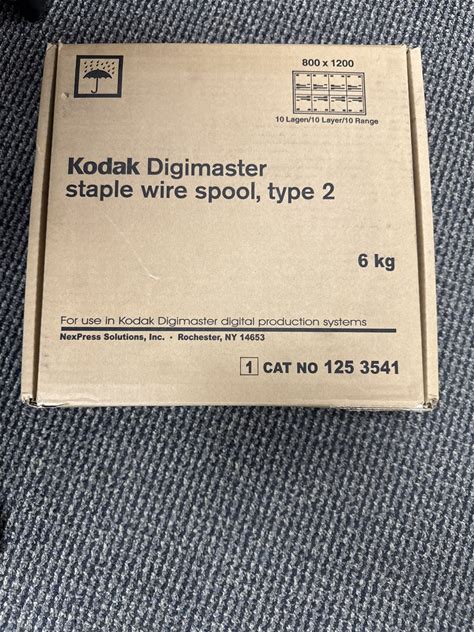 800 x 1200
10 Lagen/10 Layer/10 Range
Kodak Digimaster
staple wire spool, type 2
6 kg
For use in Kodak Digimaster digital production systems
NexPress Solutions, Inc. · Rochester, NY 14653
1 CAT NO 125 3541